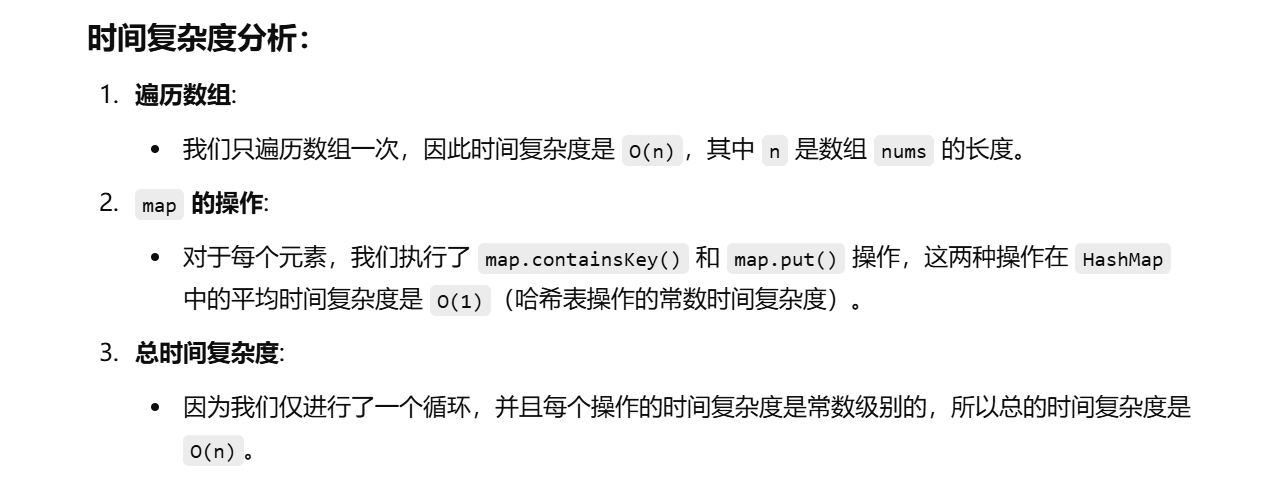 时间复杂度分析：
1. 遍历数组:
• 我们只遍历数组一次，因此时间复杂度是 O(n)，其中 n 是数组 nums 的长度。
2. map 的操作:
• 对于每个元素，我们执行了 map.containsKey() 和 map.put() 操作，这两种操作在 HashMap
中的平均时间复杂度是 O(1)（哈希表操作的常数时间复杂度）。
3. 总时间复杂度:
• 因为我们仅进行了一个循环，并且每个操作的时间复杂度是常数级别的，所以总的时间复杂度是
O(n)。